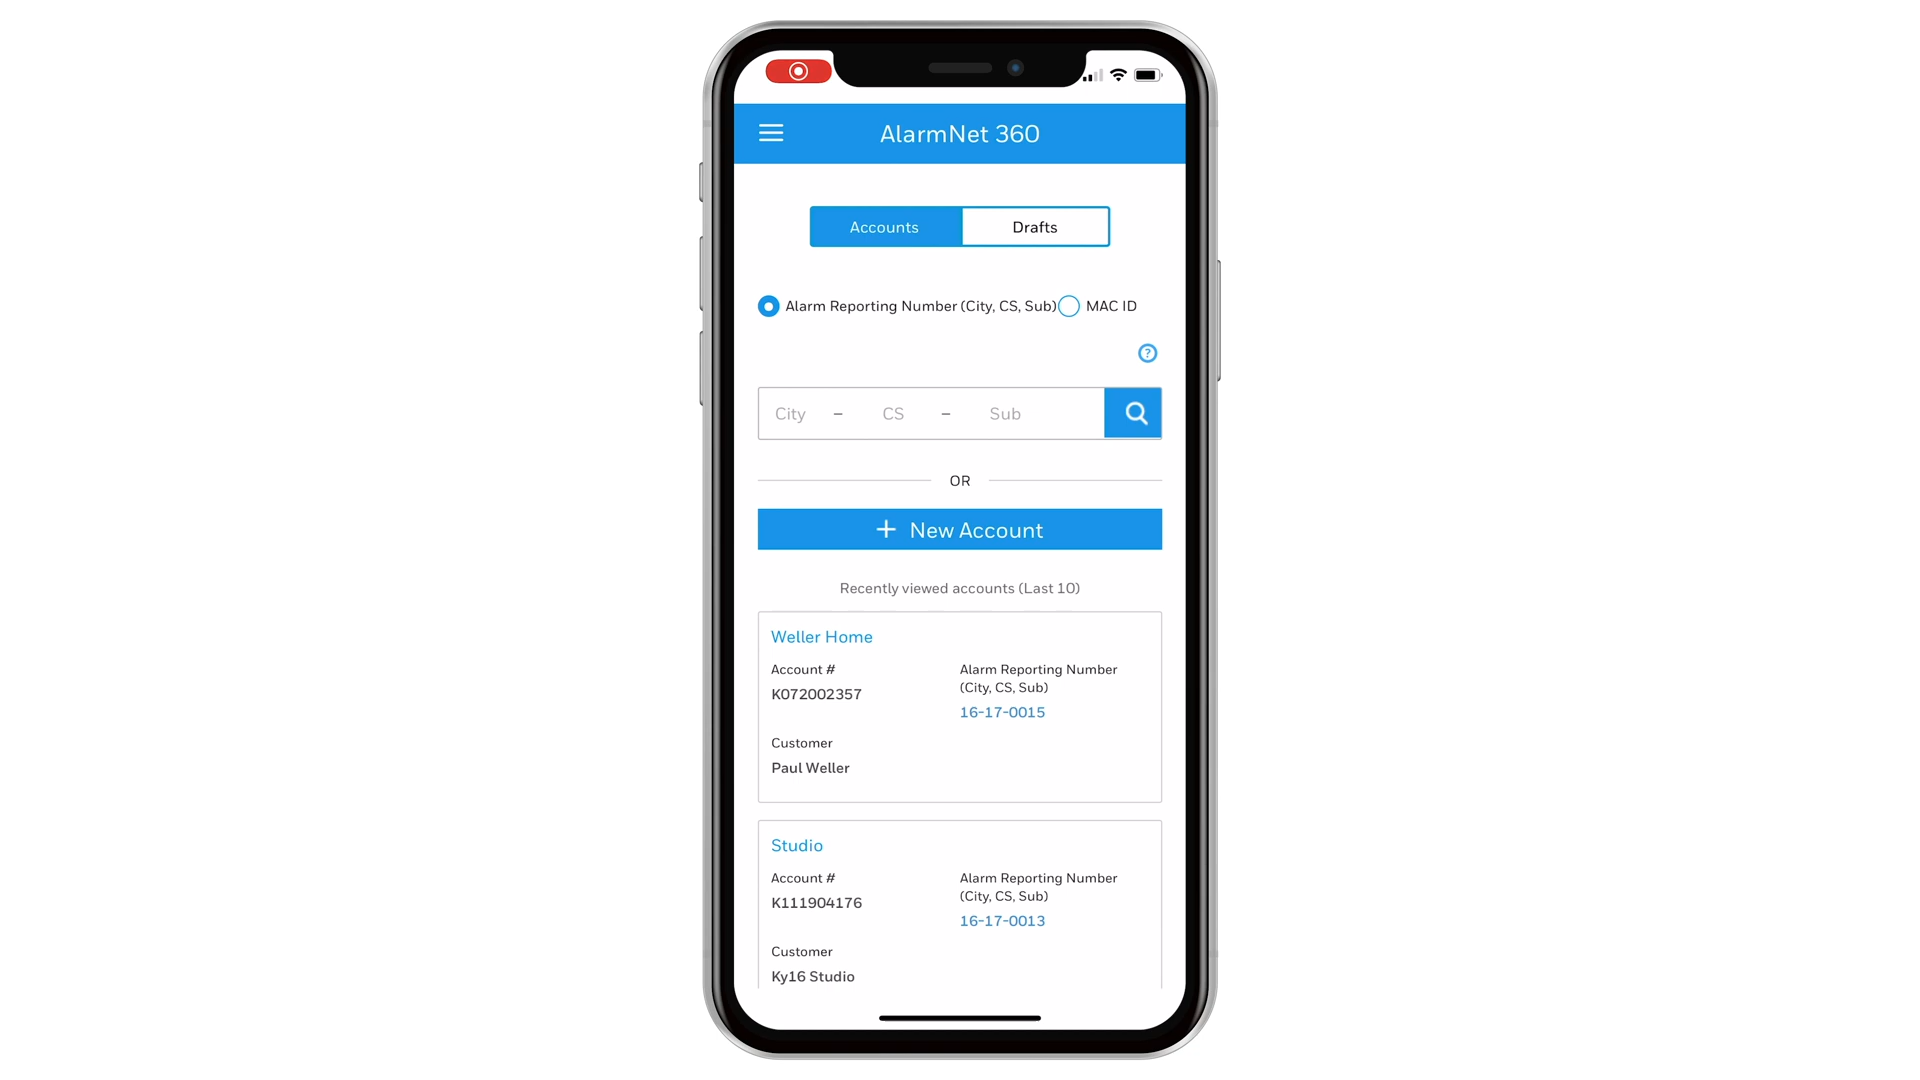 AlarmNet 360
Accounts Drafts
Alarm Reporting Number (City, CS, Sub) MAC ID
?
City - CS - Sub
OR
+ New Account
Recently viewed accounts (Last 10)
Weller Home
Account #
K072002357
Alarm Reporting Number
(City, CS, Sub)
16-17-0015
Customer
Paul Weller
Studio
Account #
K111904176
Alarm Reporting Number
(City, CS, Sub)
16-17-0013
Customer
Ky16 Studio